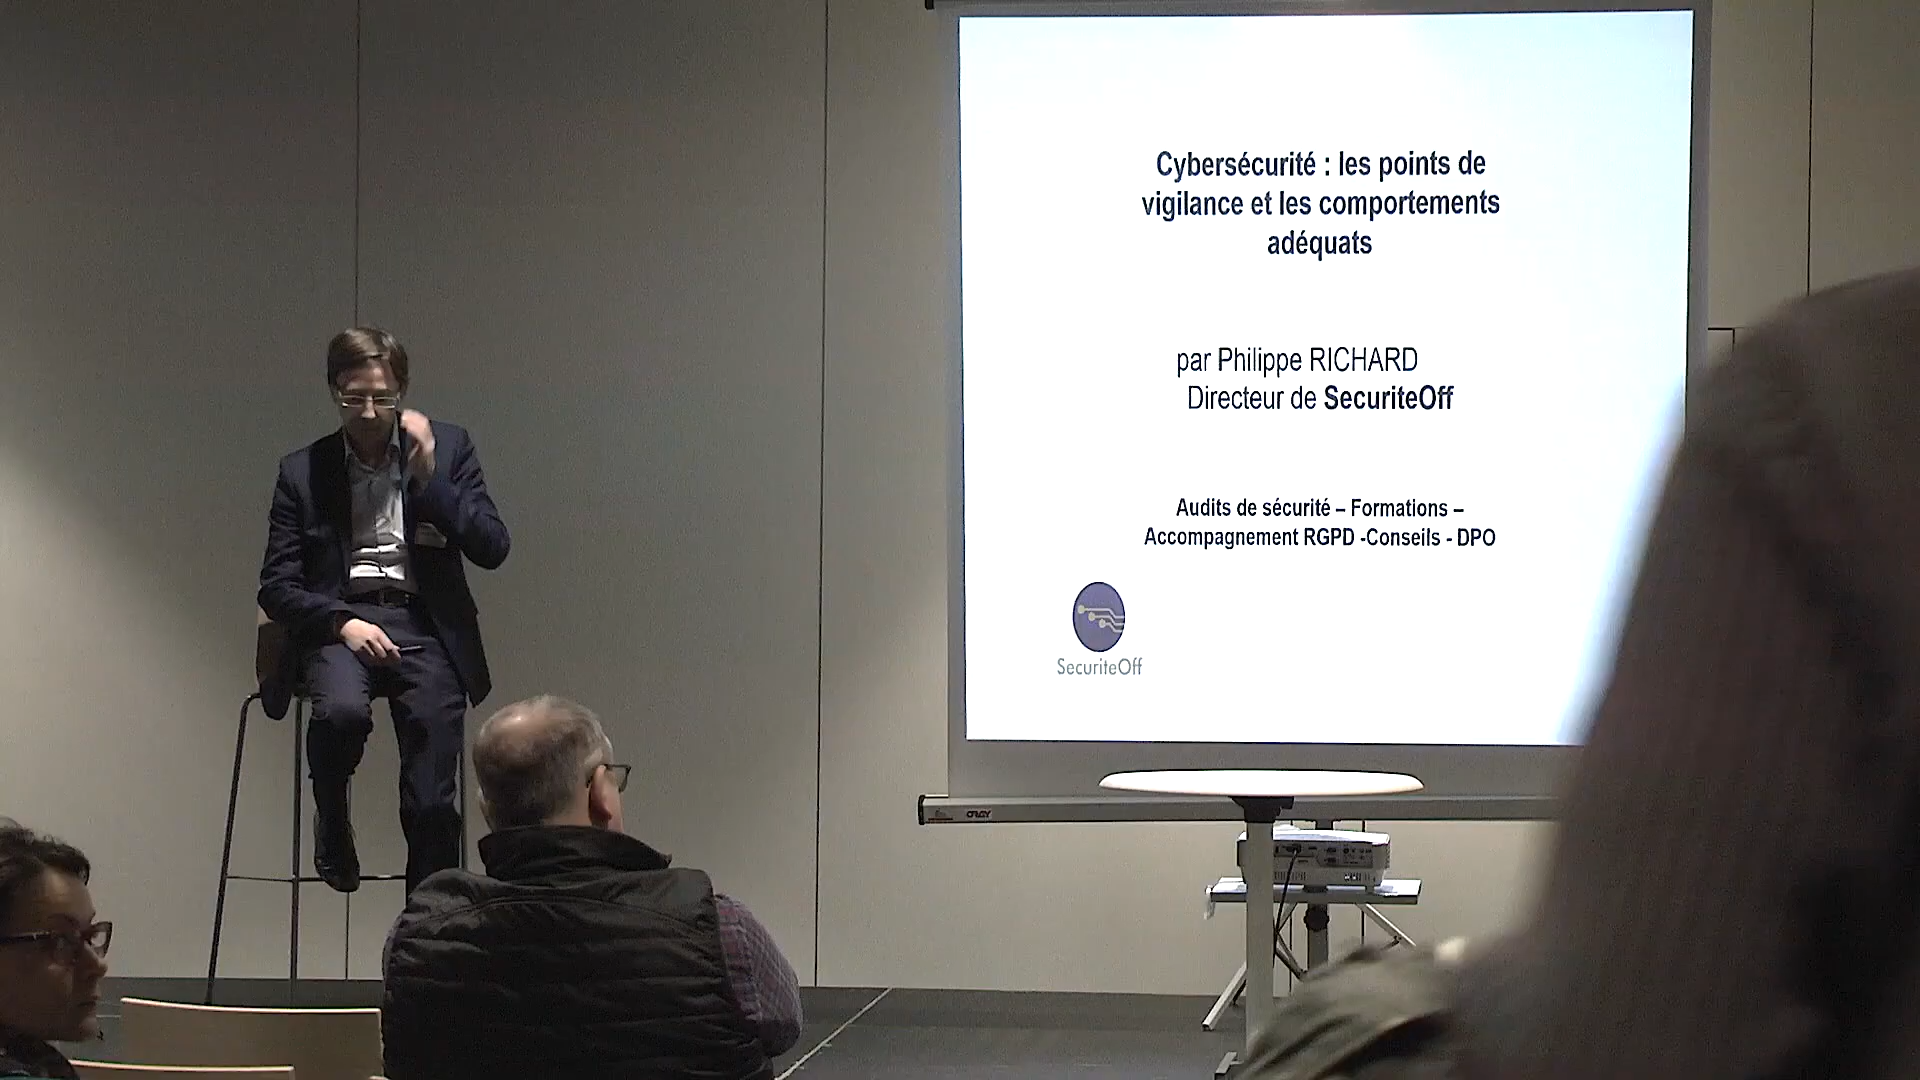 Cybersécurité : les points de
vigilance et les comportements
adéquats
par Philippe RICHARD
Directeur de SecuriteOff
Audits de sécurité – Formations –
Accompagnement RGPD -Conseils - DPO
SecuriteOff
ORAY